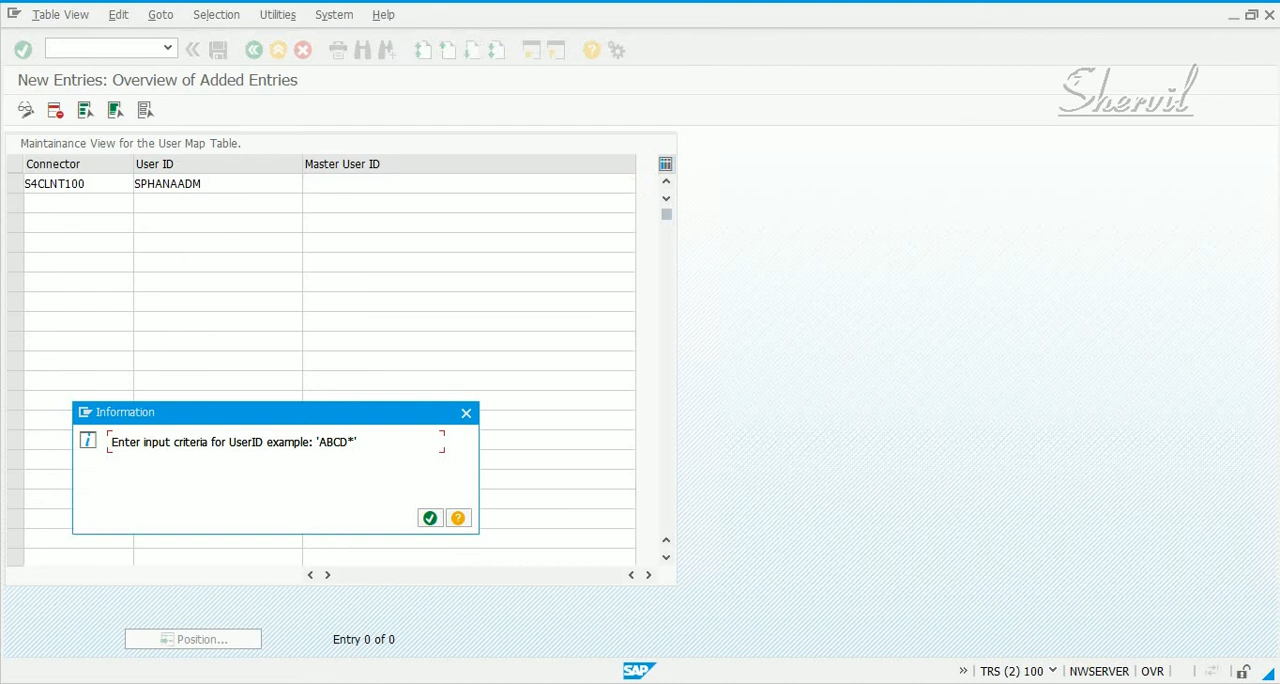 Table View Edit Goto Selection Utilities System Help
New Entries: Overview of Added Entries
Shervil
Maintainance View for the User Map Table.
Connector User ID Master User ID
S4CLNT100 SPHANAADM
Information
Enter input criteria for UserID example: 'ABCD*'
Position... Entry 0 of 0
SAP TRS (2) 100 NWSERVER OVR